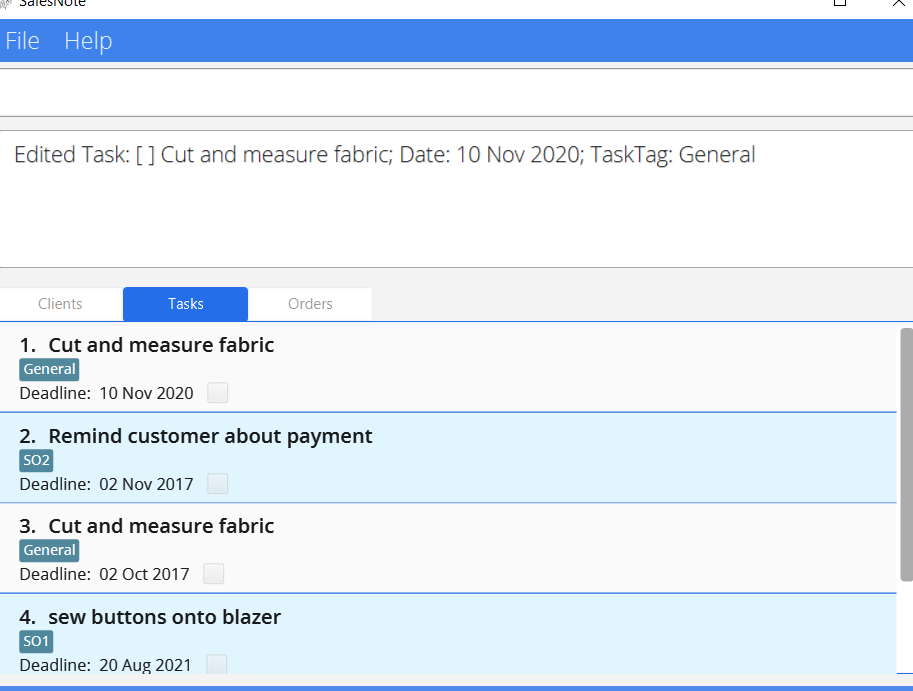 SalesNote
File Help
Edited Task: [ ] Cut and measure fabric; Date: 10 Nov 2020; TaskTag: General
Clients Tasks Orders
1. Cut and measure fabric
General
Deadline: 10 Nov 2020
2. Remind customer about payment
SO2
Deadline: 02 Nov 2017
3. Cut and measure fabric
General
Deadline: 02 Oct 2017
4. sew buttons onto blazer
SO1
Deadline: 20 Aug 2021